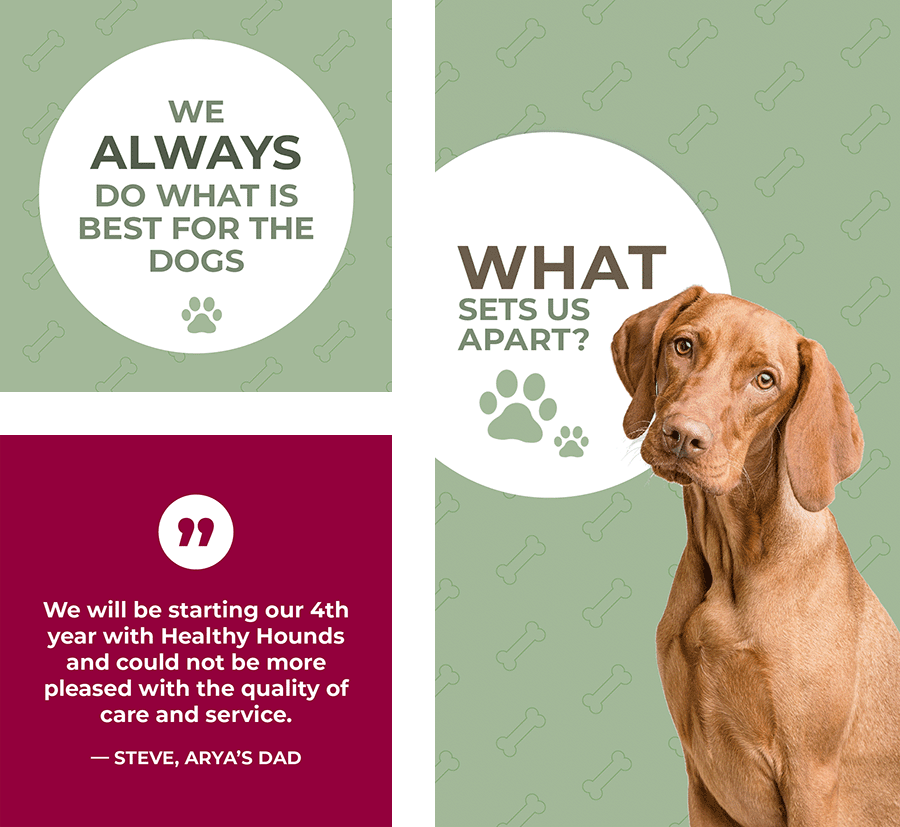 WE
ALWAYS
DO WHAT IS
BEST FOR THE
DOGS
WHAT
SETS US
APART?
”
We will be starting our 4th
year with Healthy Hounds
and could not be more
pleased with the quality of
care and service.
— STEVE, ARYA’S DAD